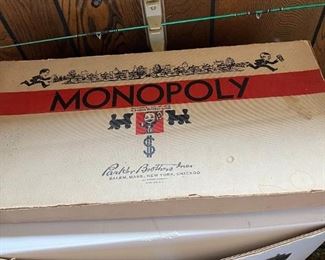 MONOPOLY
$
Parker Brothers Inc.
SALEM, MASS., NEW YORK, CHICAGO